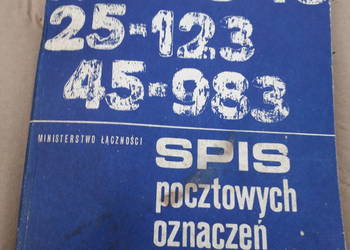 25-123
45-983
MINISTERSTWO ŁĄCZNOŚCI
SPIS
pocztowych
oznaczeń